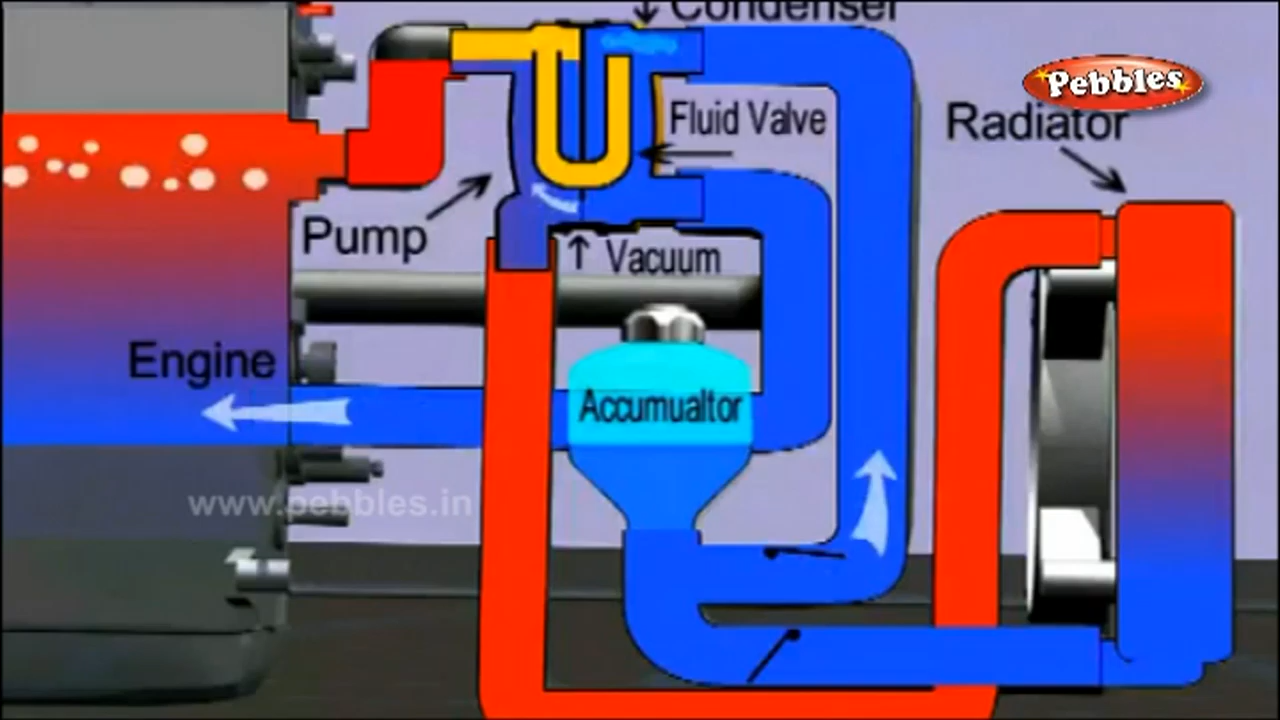 Condenser
Pebbles
Fluid Valve
Radiator
Pump
Vacuum
Engine
Accumualtor
www.pebbles.in